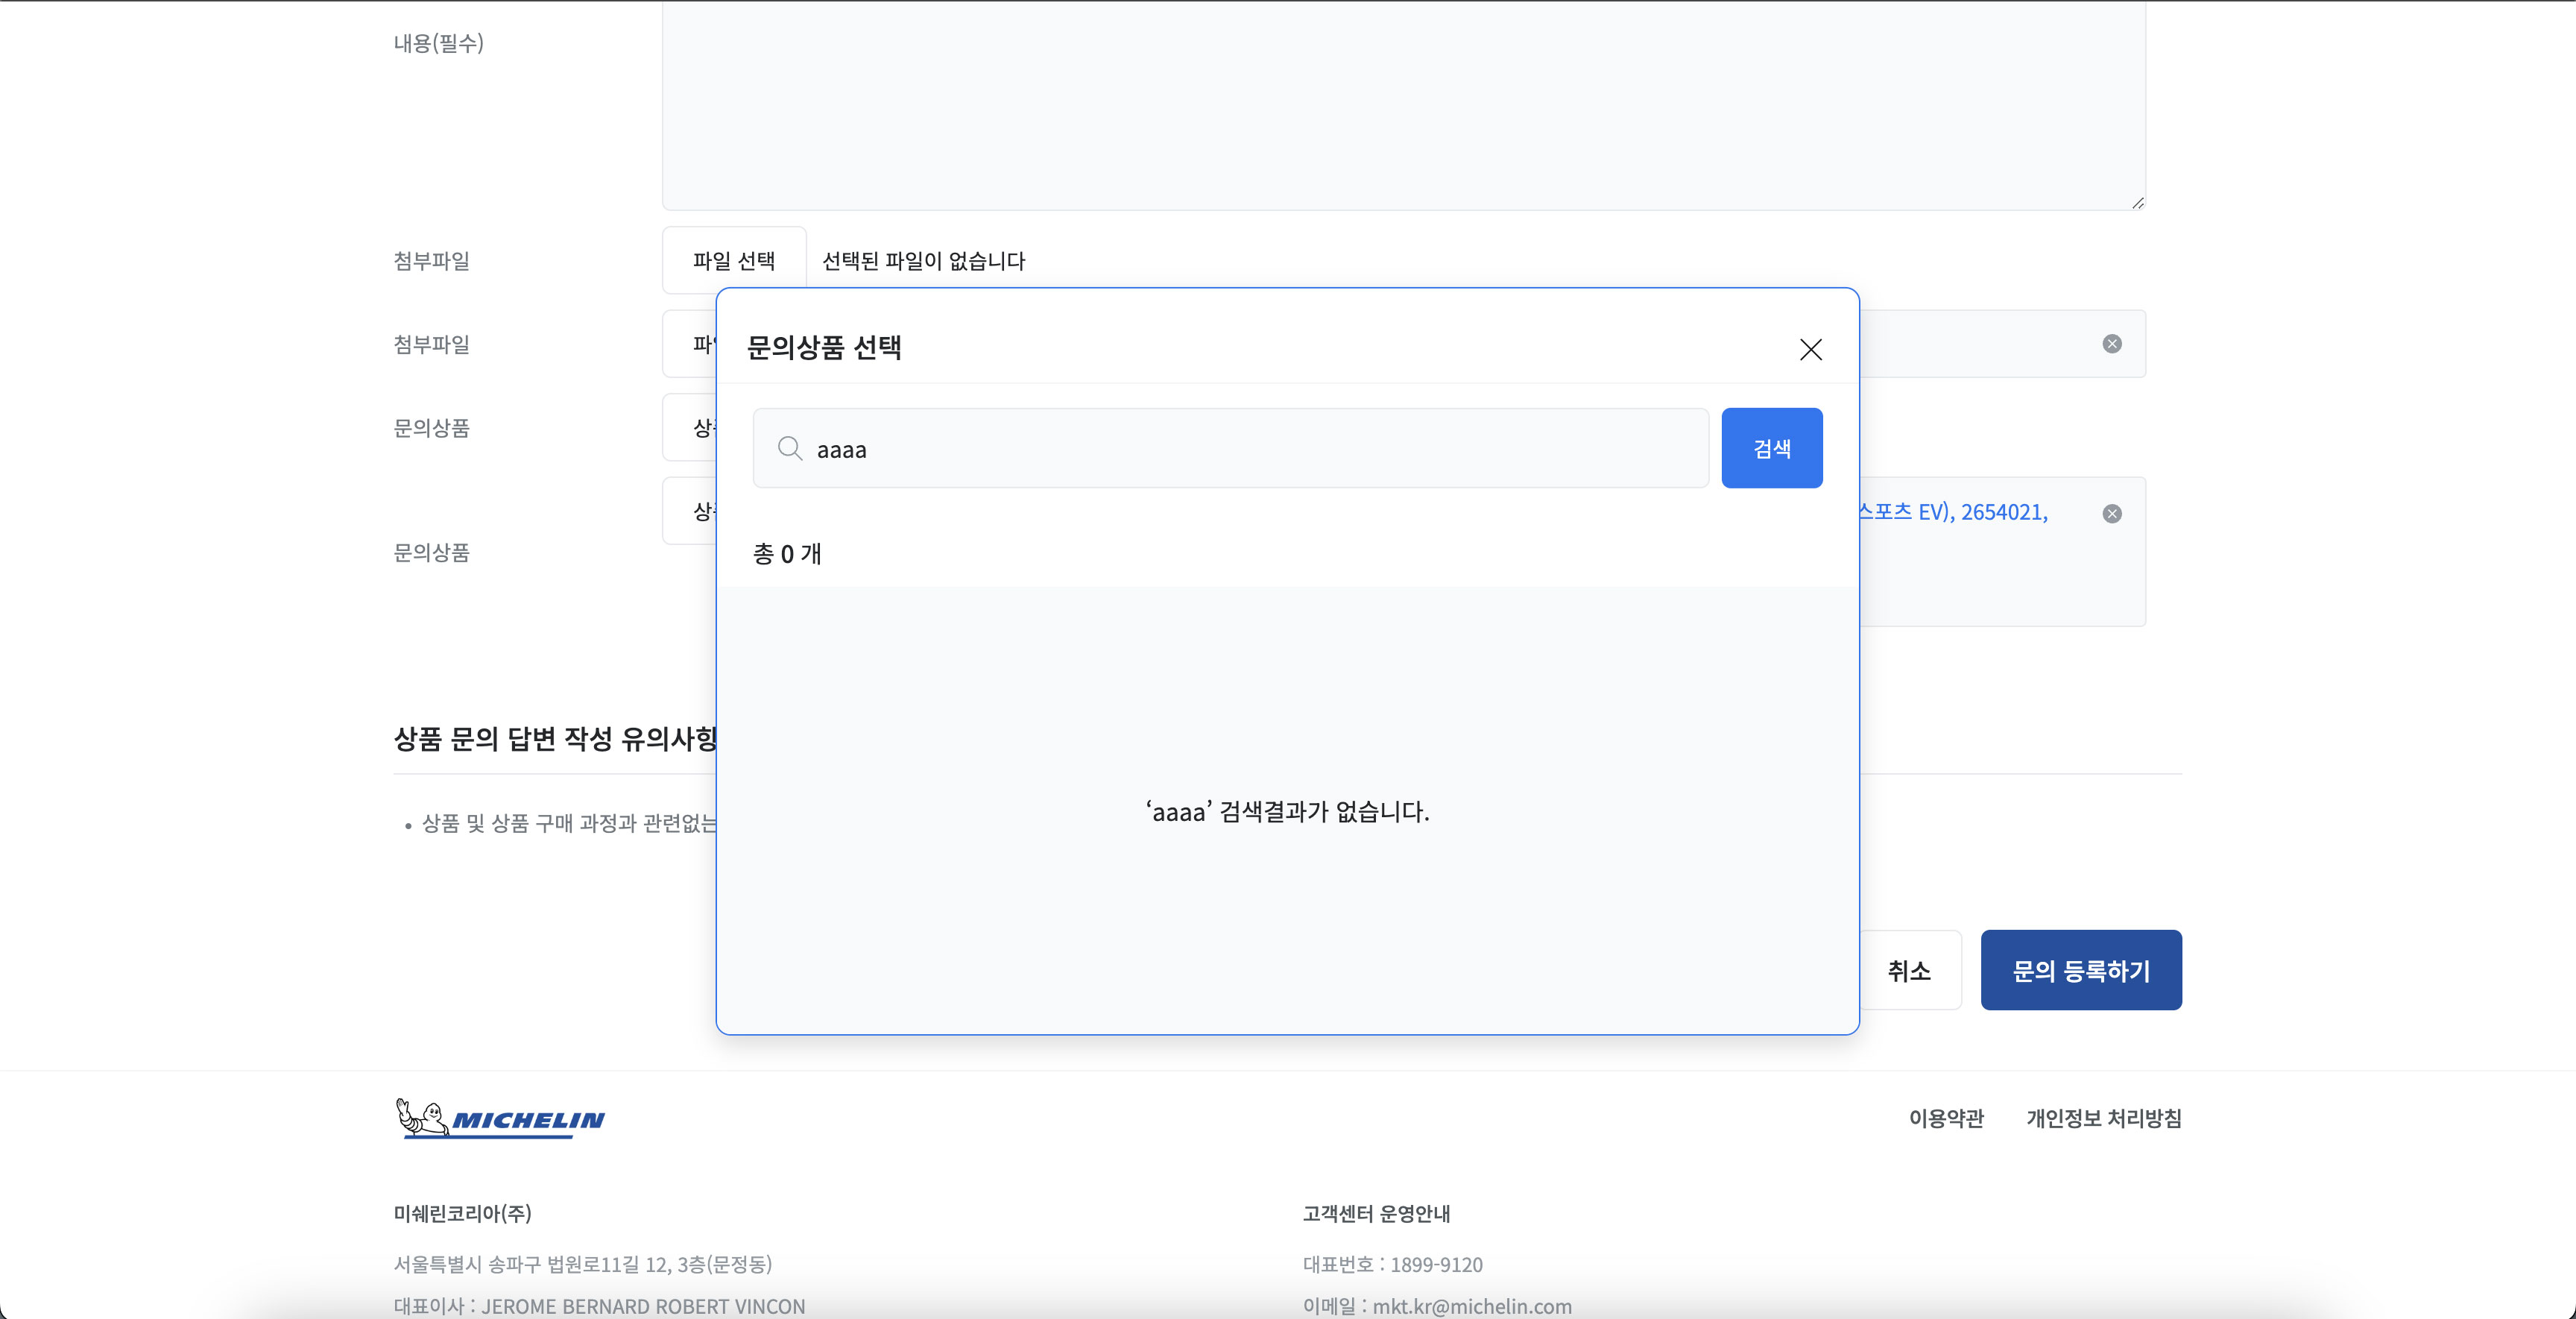 내용(필수)
첨부파일
파일 선택
선택된 파일이 없습니다
첨부파일
문의상품
문의상품
문의상품 선택
aaaa
검색
스포츠 EV), 2654021,
총 0 개
‘aaaa’ 검색결과가 없습니다.
상품 문의 답변 작성 유의사항
• 상품 및 상품 구매 과정과 관련없는
취소
문의 등록하기
MICHELIN
이용약관
개인정보 처리방침
미쉐린코리아(주)
서울특별시 송파구 법원로11길 12, 3층(문정동)
대표이사 : JEROME BERNARD ROBERT VINCON
고객센터 운영안내
대표번호 : 1899-9120
이메일 : mkt.kr@michelin.com